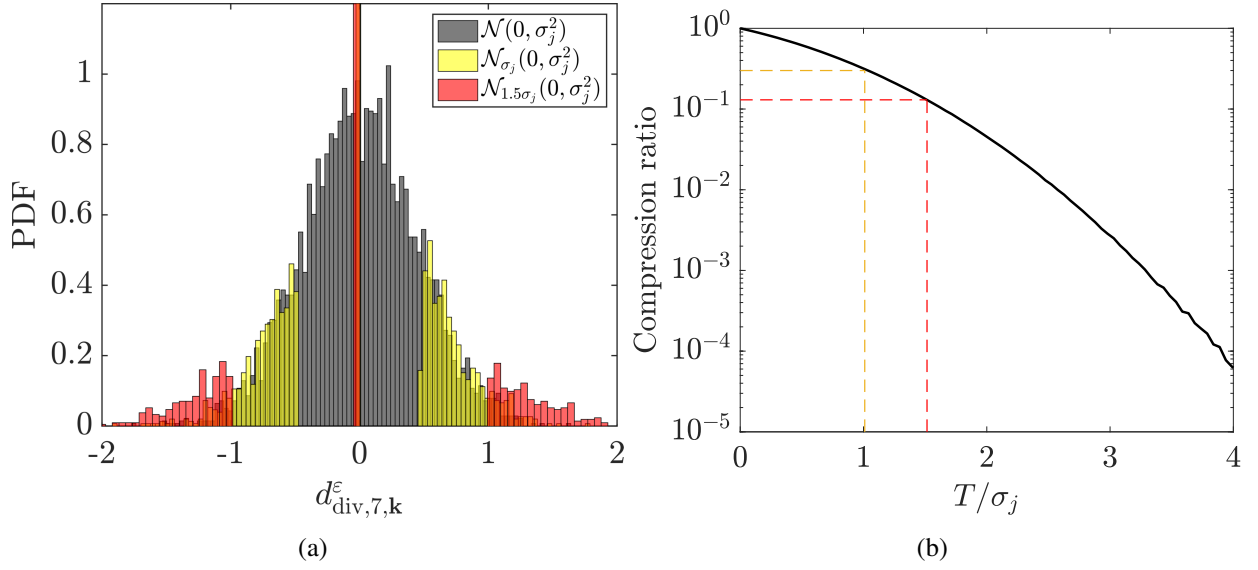 PDF
1
0.8
0.6
0.4
0.2
0
-2 -1 0 1 2
d^ε_{div,7,k}
𝒩(0, σ_j^2)
𝒩_{σ_j}(0, σ_j^2)
𝒩_{1.5σ_j}(0, σ_j^2)
(a)
Compression ratio
10^0
10^{-1}
10^{-2}
10^{-3}
10^{-4}
10^{-5}
0 1 2 3 4
T/σ_j
(b)